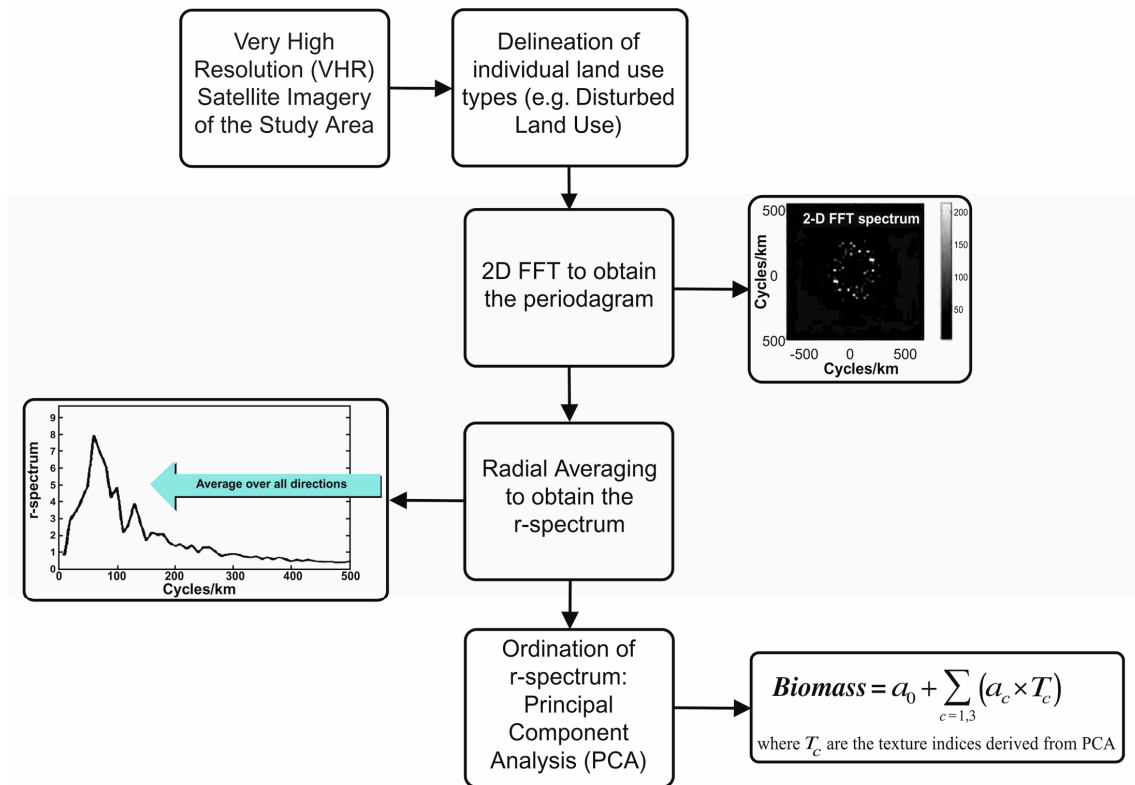 Very High
Resolution (VHR)
Satellite Imagery
of the Study Area
Delineation of
individual land use
types (e.g. Disturbed
Land Use)
2D FFT to obtain
the periodagram
2-D FFT spectrum
500
0
500
Cycles/km
-500 0 500
Cycles/km
200
150
100
50
Radial Averaging
to obtain the
r-spectrum
9
8
7
6
5
4
3
2
1
0
r-spectrum
Average over all directions
0 100 200 300 400 500
Cycles/km
Ordination of
r-spectrum:
Principal
Component
Analysis (PCA)
Biomass = a₀ + ∑ (a_c × T_c)
c=1,3
where T_c are the texture indices derived from PCA